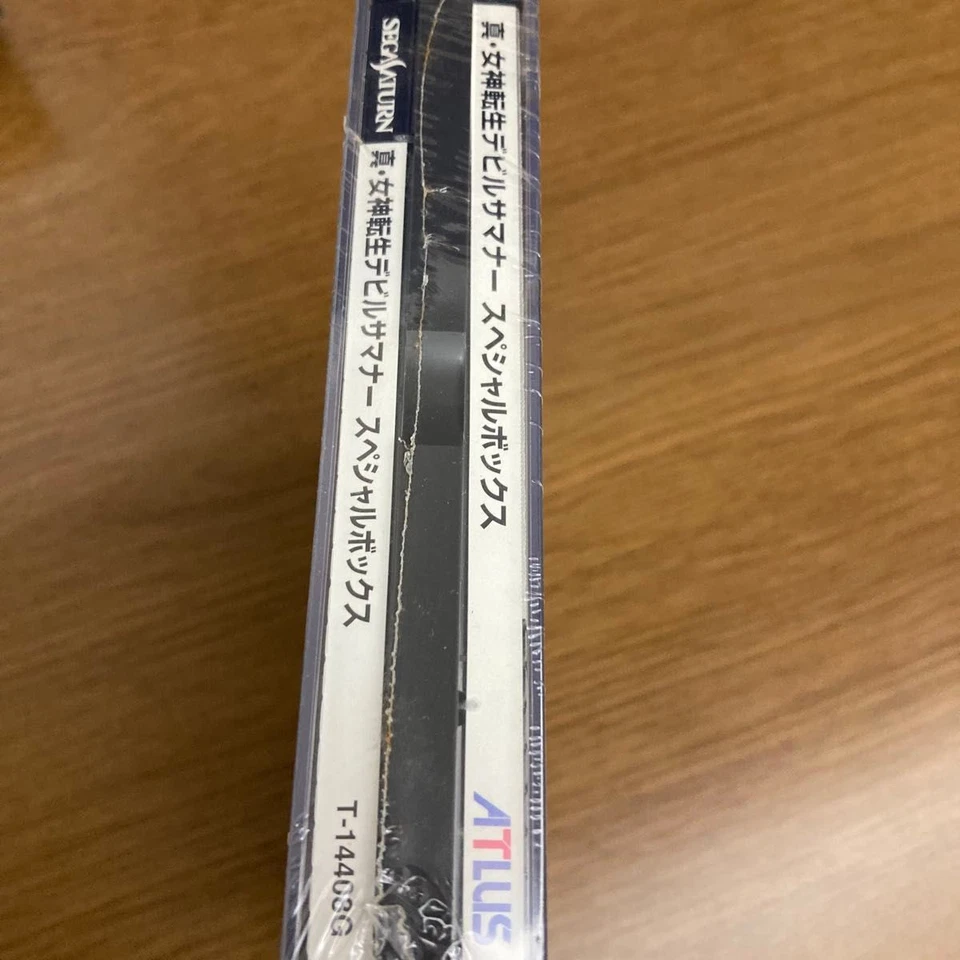 真・女神転生デビルサマナー スペシャルボックス
ATLUS
SEGA SATURN
真・女神転生デビルサマナー スペシャルボックス
T-14408G